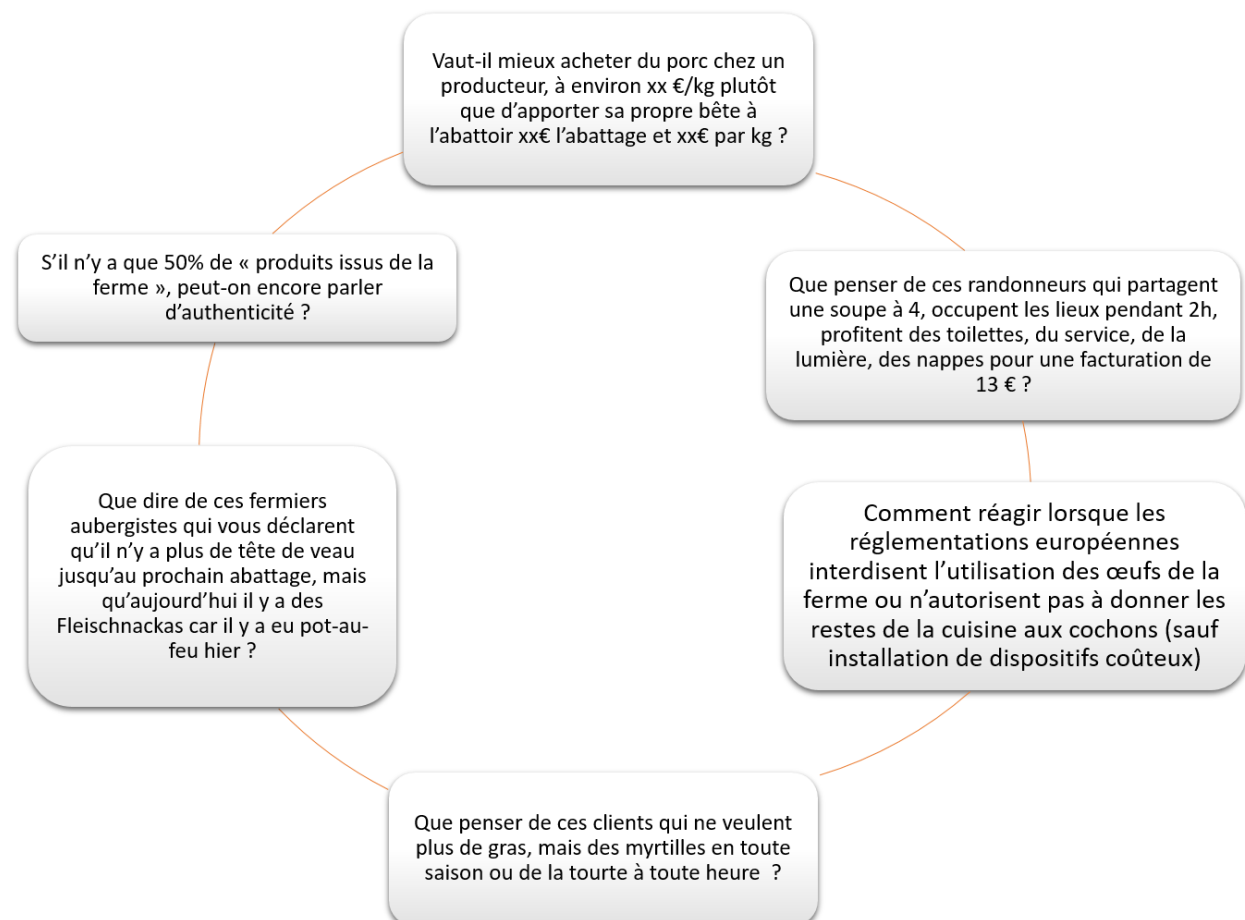 Vaut-il mieux acheter du porc chez un
producteur, à environ xx €/kg plutôt
que d’apporter sa propre bête à
l’abattoir xx€ l’abattage et xx€ par kg ?
Que penser de ces randonneurs qui partagent
une soupe à 4, occupent les lieux pendant 2h,
profitent des toilettes, du service, de la
lumière, des nappes pour une facturation de
13 € ?
Comment réagir lorsque les
réglementations européennes
interdisent l’utilisation des œufs de la
ferme ou n’autorisent pas à donner les
restes de la cuisine aux cochons (sauf
installation de dispositifs coûteux)
Que penser de ces clients qui ne veulent
plus de gras, mais des myrtilles en toute
saison ou de la tourte à toute heure  ?
Que dire de ces fermiers
aubergistes qui vous déclarent
qu’il n’y a plus de tête de veau
jusqu’au prochain abattage, mais
qu’aujourd’hui il y a des
Fleischnackas car il y a eu pot-au-
feu hier ?
S’il n’y a que 50% de « produits issus de la
ferme », peut-on encore parler
d’authenticité ?